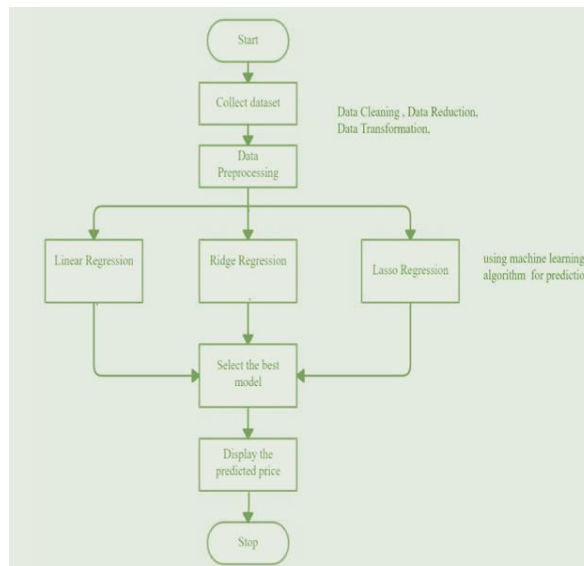 Start
Collect dataset
Data Cleaning , Data Reduction,
Data Transformation,
Data
Preprocessing
Linear Regression
Ridge Regression
Lasso Regression
using machine learning
algorithm for predictio
Select the best
model
Display the
predicted price
Stop